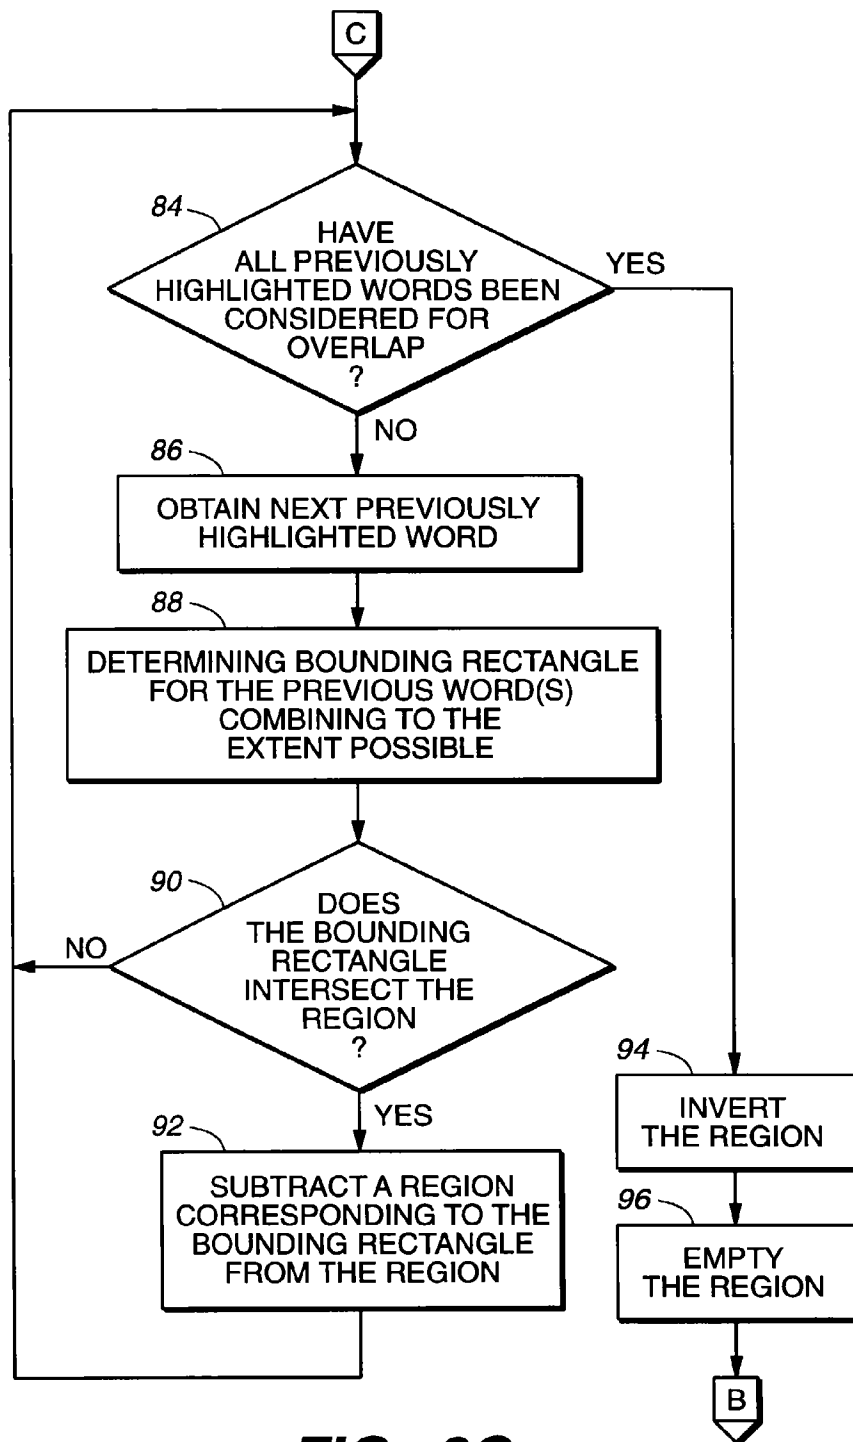 C
84
HAVE
ALL PREVIOUSLY
HIGHLIGHTED WORDS BEEN
CONSIDERED FOR
OVERLAP
?
YES
NO
86
OBTAIN NEXT PREVIOUSLY
HIGHLIGHTED WORD
88
DETERMINING BOUNDING RECTANGLE
FOR THE PREVIOUS WORD(S)
COMBINING TO THE
EXTENT POSSIBLE
90
DOES
THE BOUNDING
RECTANGLE
INTERSECT THE
REGION
?
NO
YES
92
SUBTRACT A REGION
CORRESPONDING TO THE
BOUNDING RECTANGLE
FROM THE REGION
94
INVERT
THE REGION
96
EMPTY
THE REGION
B